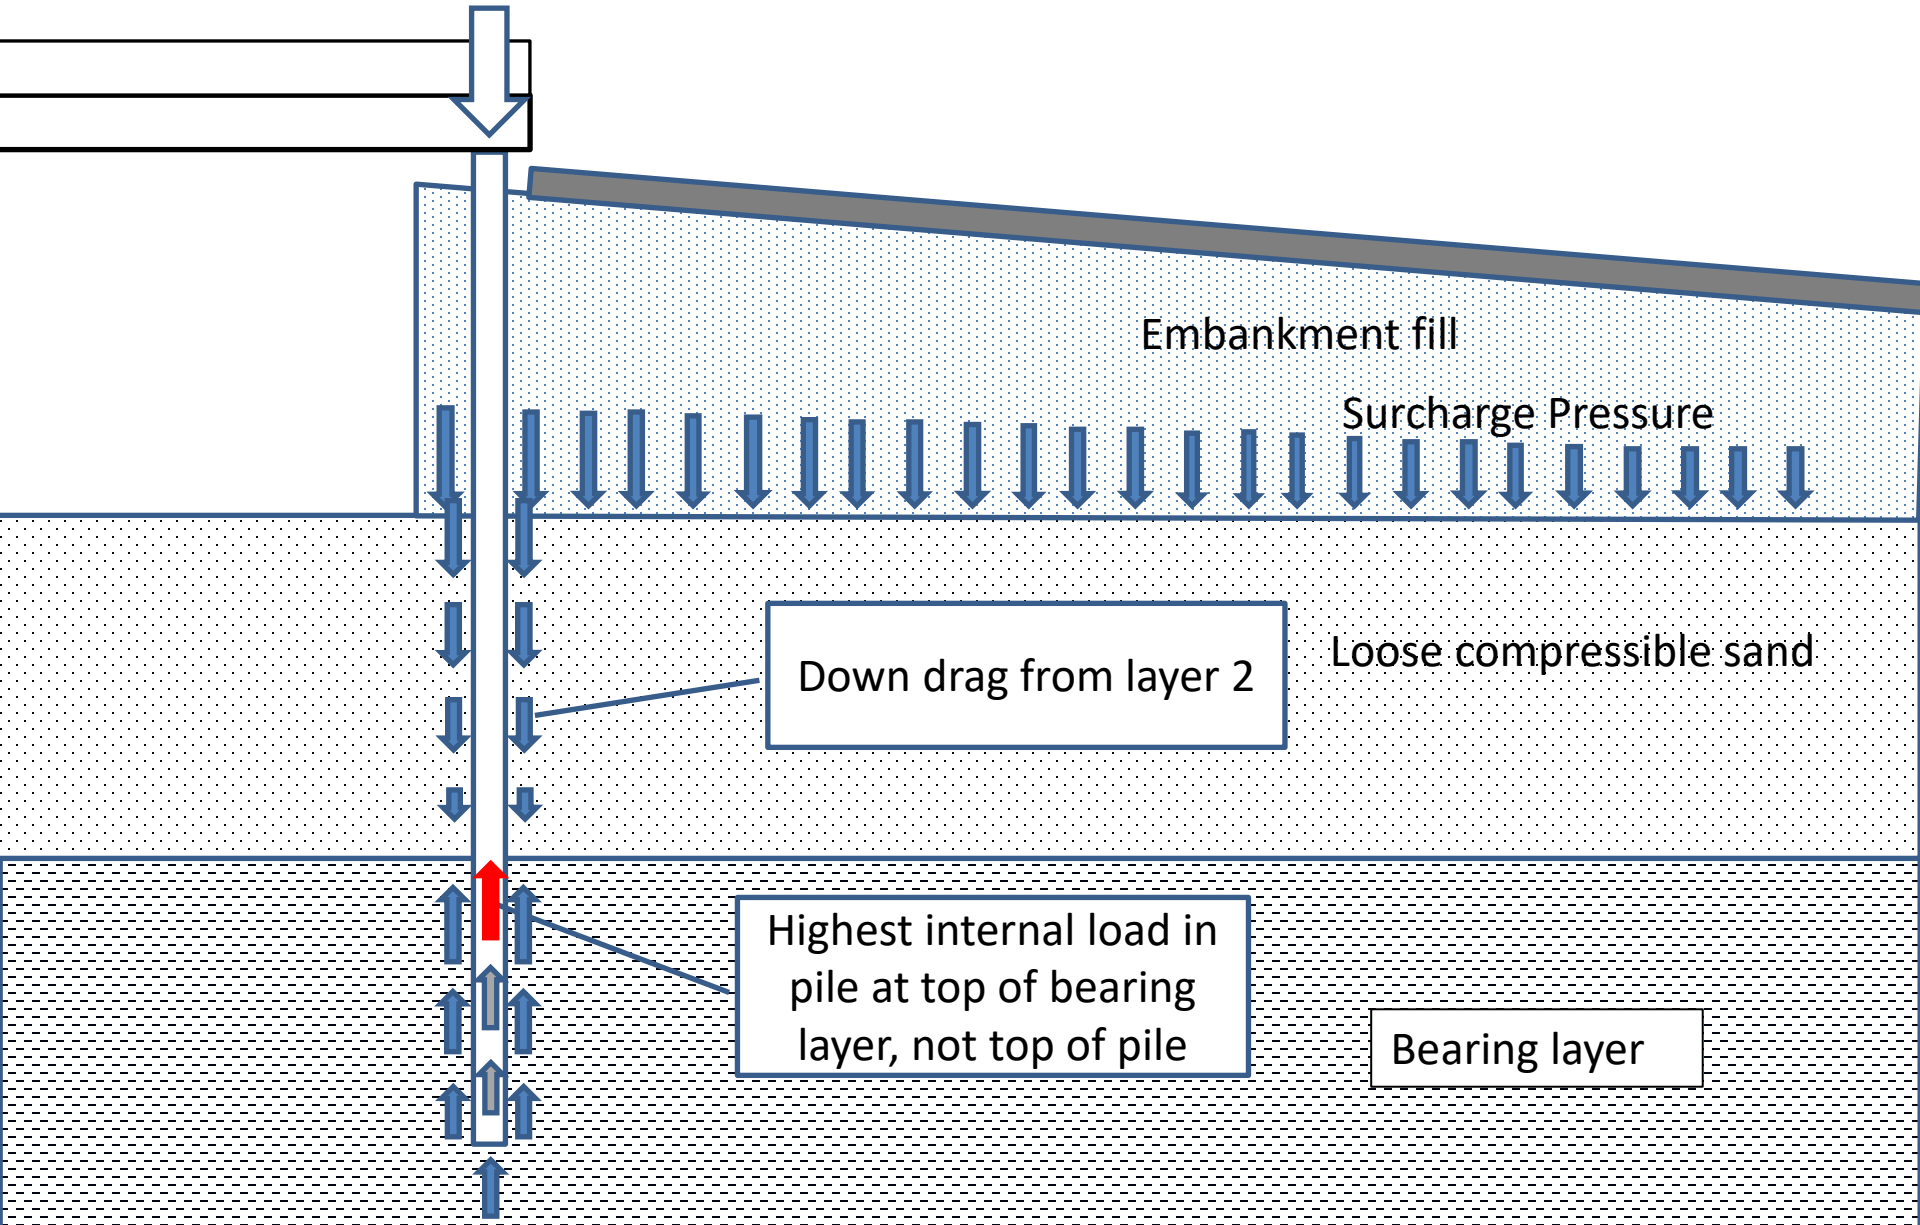 Embankment fill
Surcharge Pressure
Loose compressible sand
Down drag from layer 2
Highest internal load in
pile at top of bearing
layer, not top of pile
Bearing layer